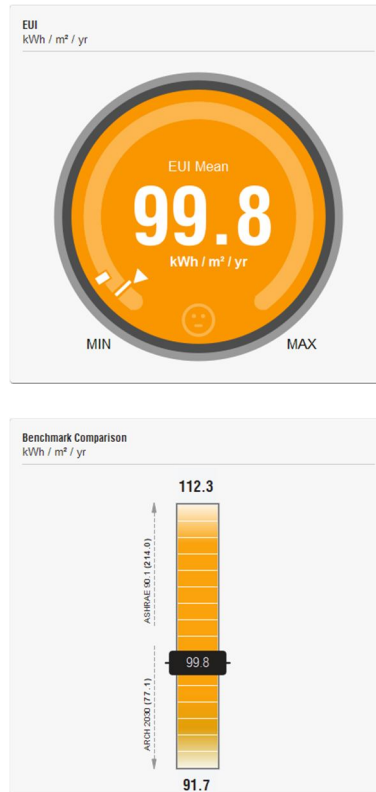 EUI
kWh / m² / yr
EUI Mean
99.8
kWh / m² / yr
MIN
MAX
Benchmark Comparison
kWh / m² / yr
112.3
ASHRAE 90.1 (214.0)
99.8
ARCH 2030 (77.1)
91.7